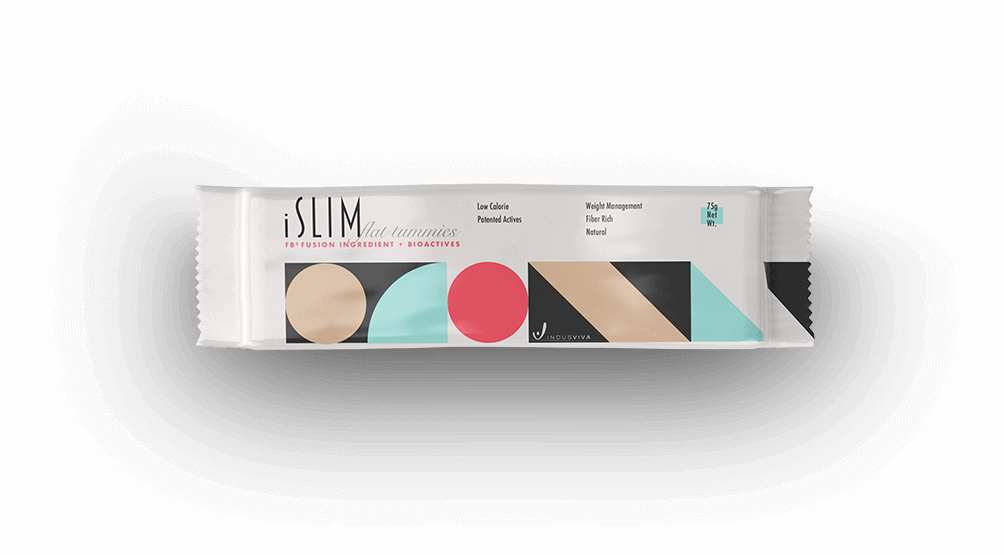 iSLIM flat tummies
FB³ FUSION INGREDIENT + BIOACTIVES
Low Calorie
Patented Actives
Weight Management
Fiber Rich
Natural
75g
Net
Wt.
INDUSVIVA